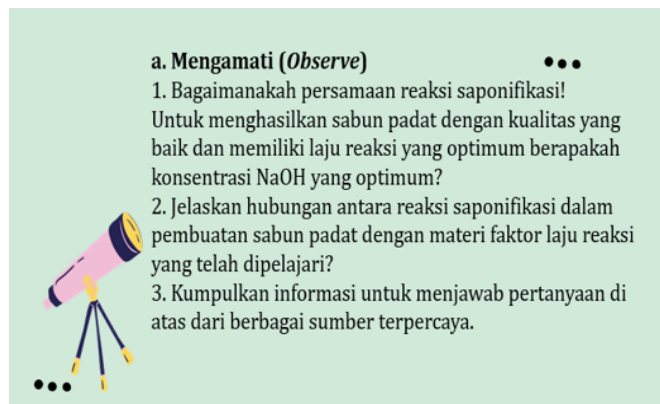 a. Mengamati (Observe)
1. Bagaimanakah persamaan reaksi saponifikasi!
Untuk menghasilkan sabun padat dengan kualitas yang
baik dan memiliki laju reaksi yang optimum berapakah
konsentrasi NaOH yang optimum?
2. Jelaskan hubungan antara reaksi saponifikasi dalam
pembuatan sabun padat dengan materi faktor laju reaksi
yang telah dipelajari?
3. Kumpulkan informasi untuk menjawab pertanyaan di
atas dari berbagai sumber terpercaya.